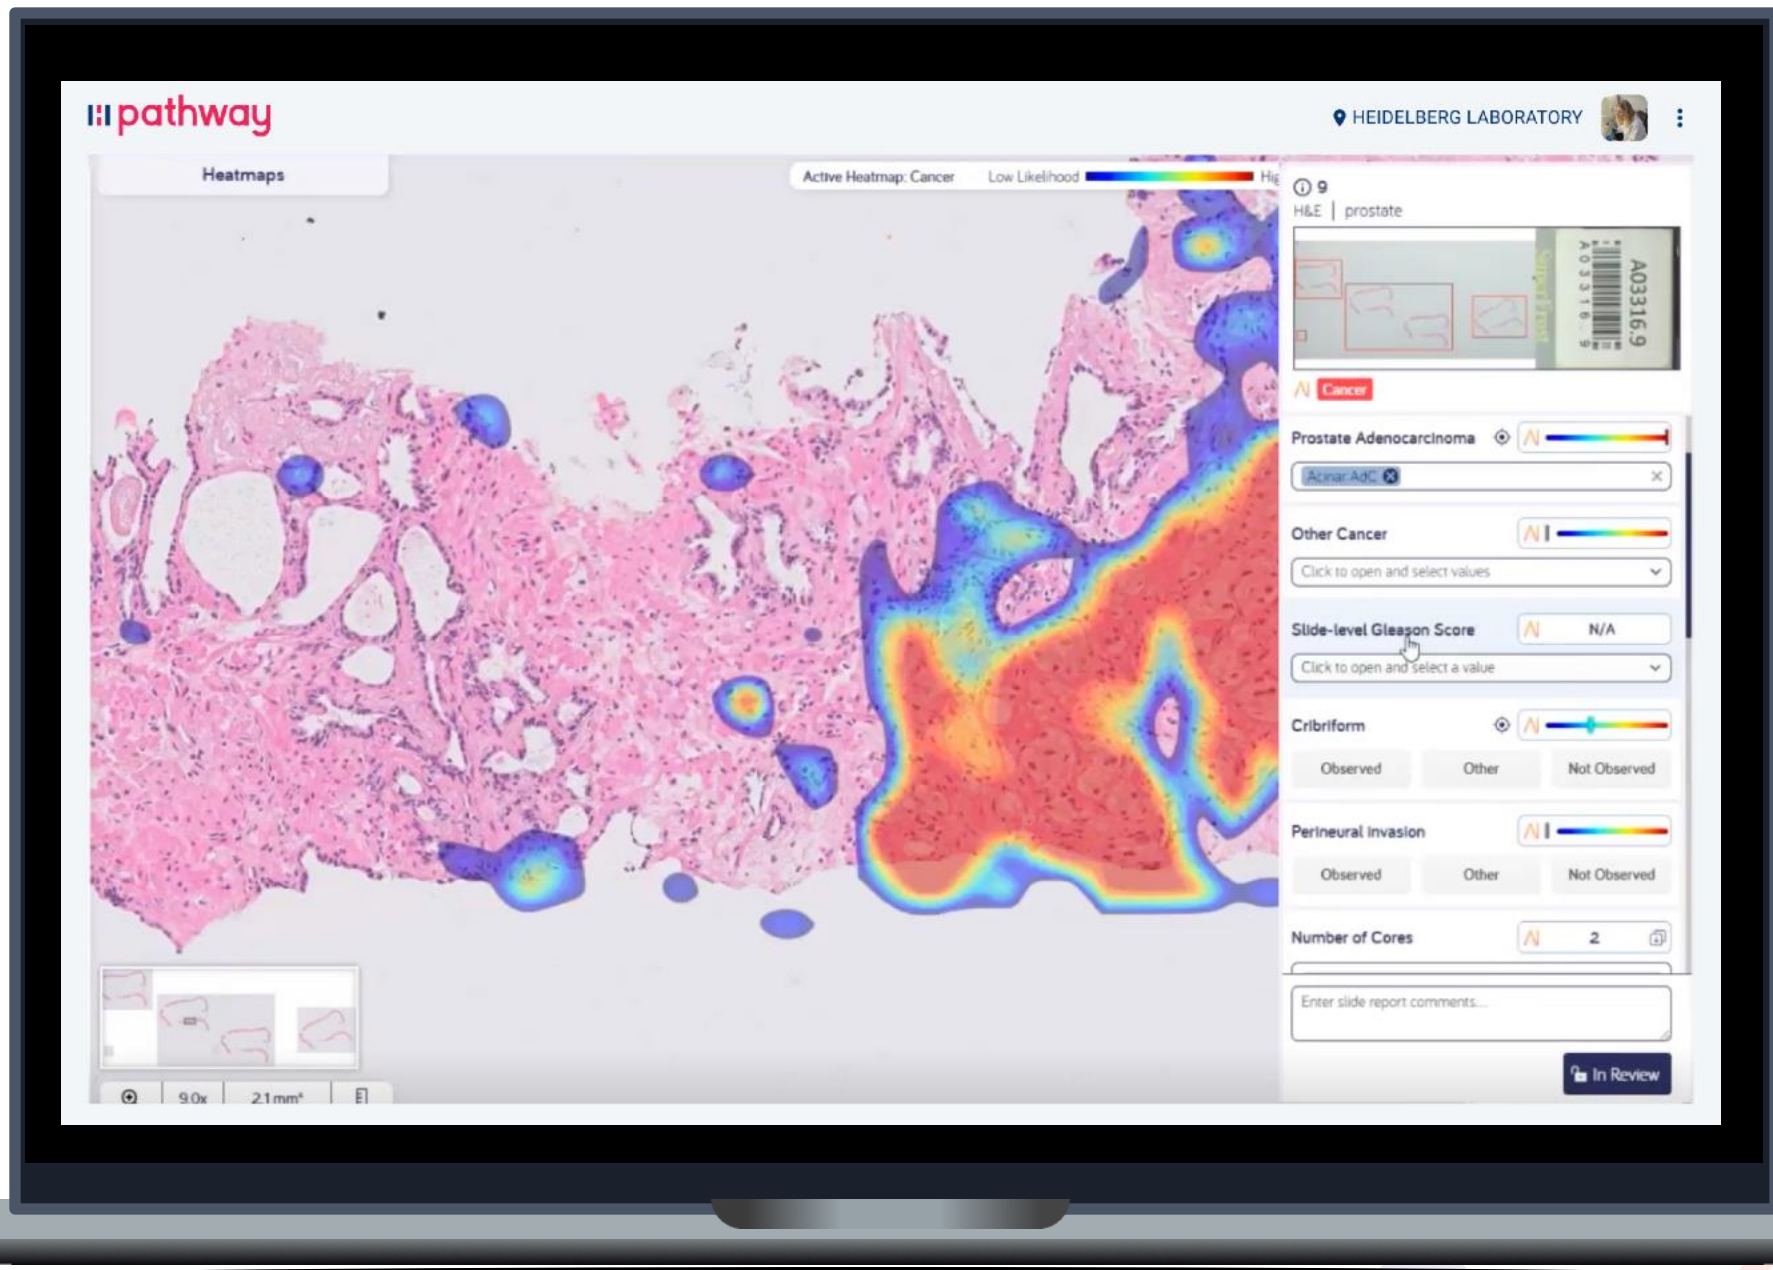 pathway
HEIDELBERG LABORATORY
Heatmaps
Active Heatmap: Cancer Low Likelihood
9
H&E | prostate
A03316.9
A03316.9
Cancer
Prostate Adenocarcinoma
Acinar AdC
Other Cancer
Click to open and select values
Slide-level Gleason Score N/A
Click to open and select a value
Cribriform
Observed Other Not Observed
Perineural Invasion
Observed Other Not Observed
Number of Cores 2
Enter slide report comments...
In Review
9.0x 2.1 mm²